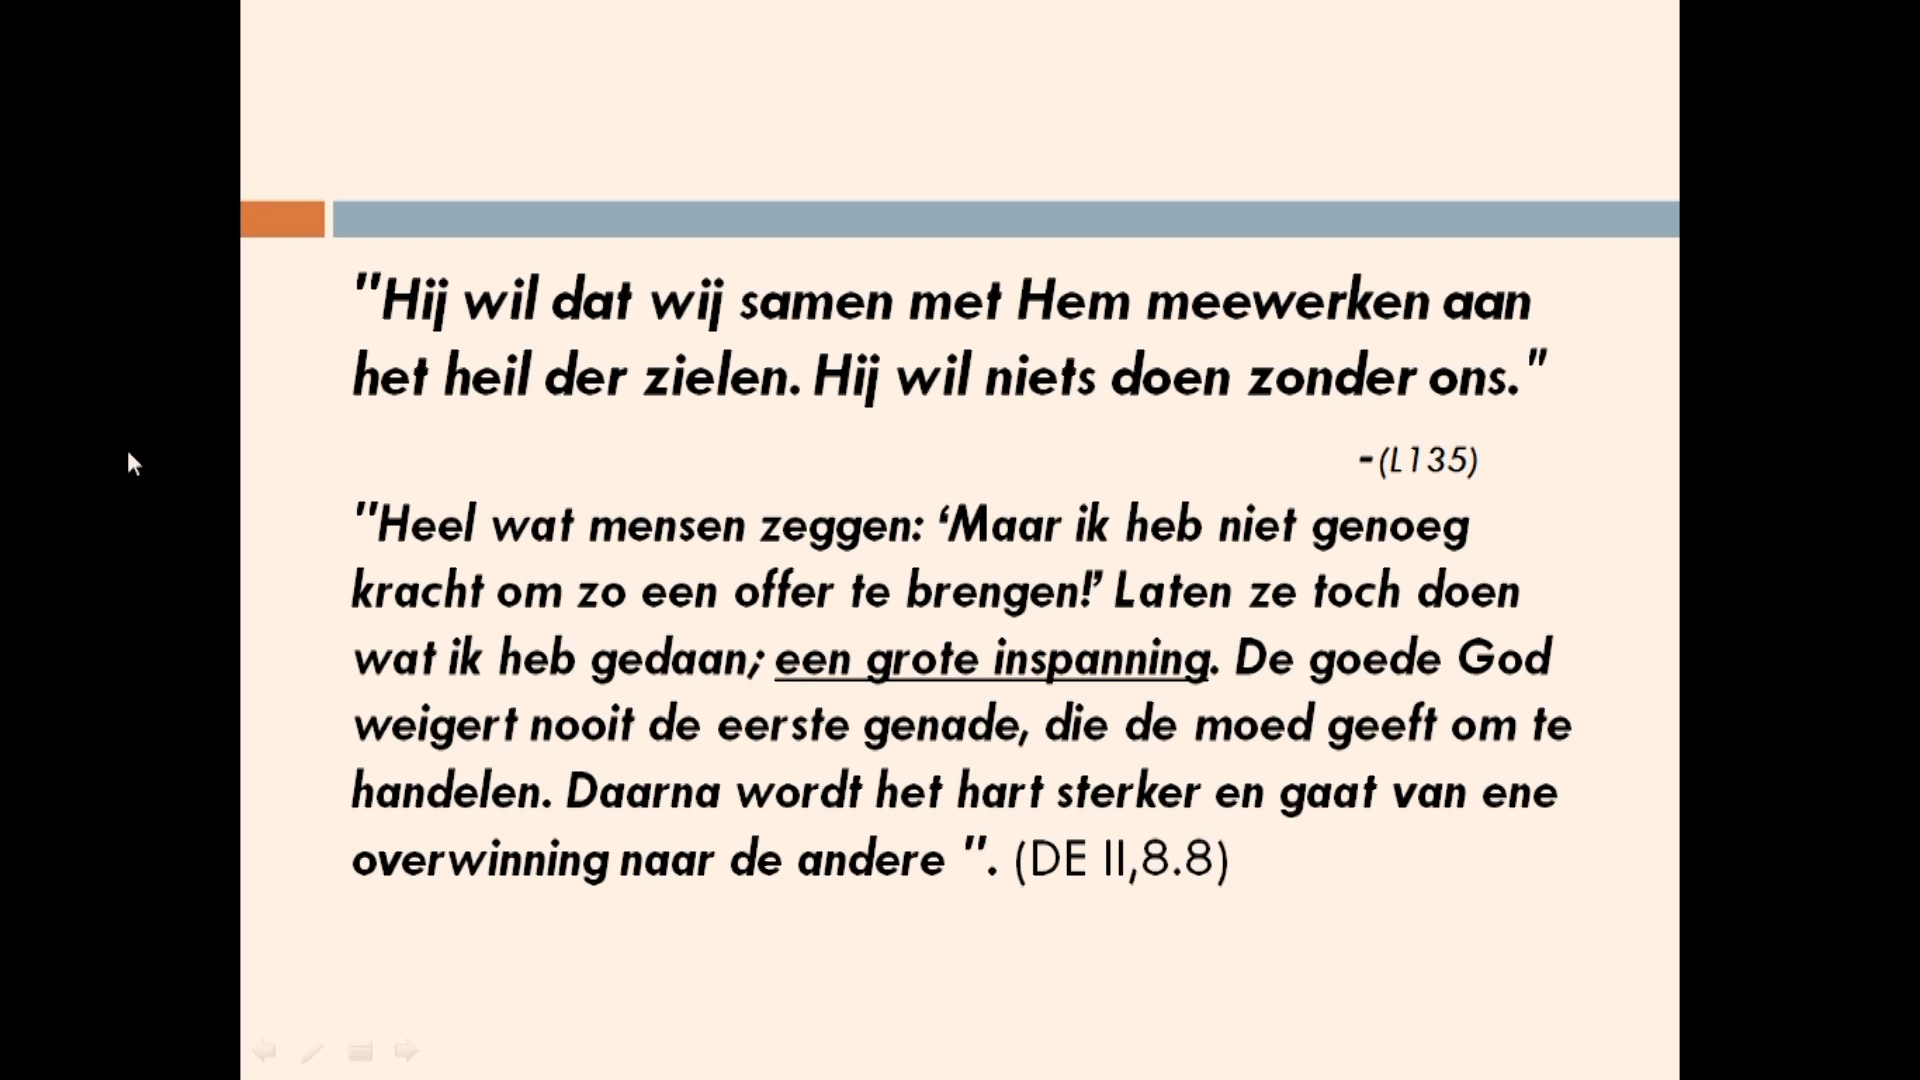 "Hij wil dat wij samen met Hem meewerken aan
het heil der zielen. Hij wil niets doen zonder ons."
-(L135)
"Heel wat mensen zeggen: ‘Maar ik heb niet genoeg
kracht om zo een offer te brengen!’ Laten ze toch doen
wat ik heb gedaan; een grote inspanning. De goede God
weigert nooit de eerste genade, die de moed geeft om te
handelen. Daarna wordt het hart sterker en gaat van ene
overwinning naar de andere ". (DE II,8.8)